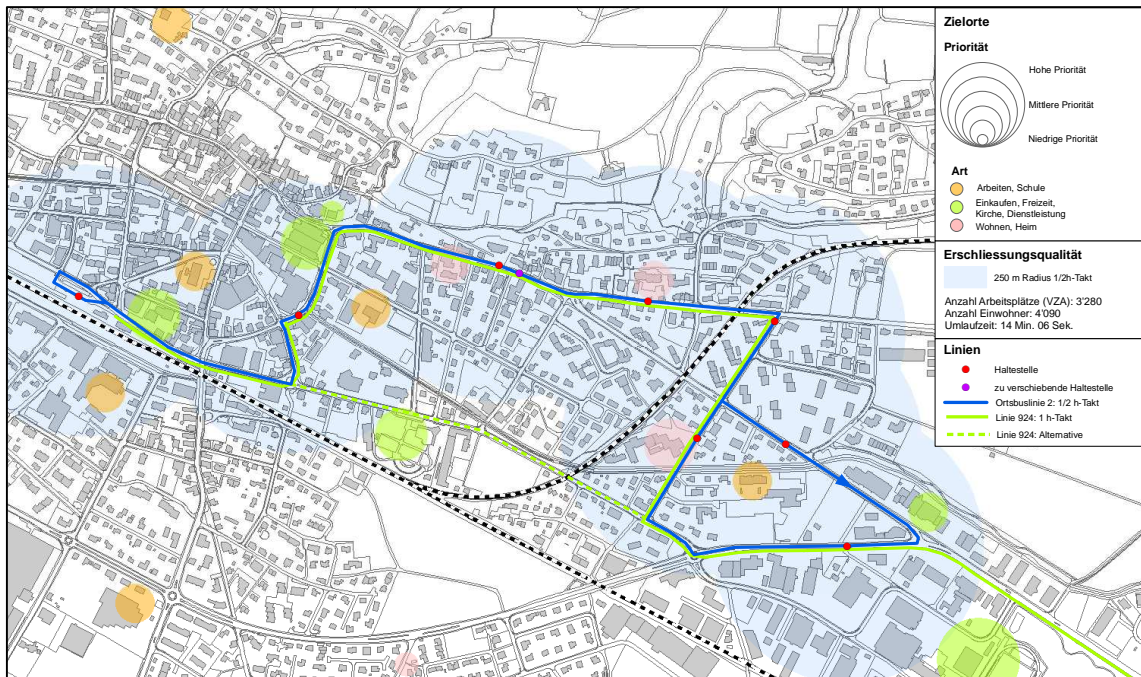 Zielorte
Priorität
Hohe Priorität
Mittlere Priorität
Niedrige Priorität
Art
Arbeiten, Schule
Einkaufen, Freizeit,
Kirche, Dienstleistung
Wohnen, Heim
Erschliessungsqualität
250 m Radius 1/2h-Takt
Anzahl Arbeitsplätze (VZA): 3'280
Anzahl Einwohner: 4'090
Umlaufzeit: 14 Min. 06 Sek.
Linien
Haltestelle
zu verschiebende Haltestelle
Ortsbuslinie 2: 1/2 h-Takt
Linie 924: 1 h-Takt
Linie 924: Alternative